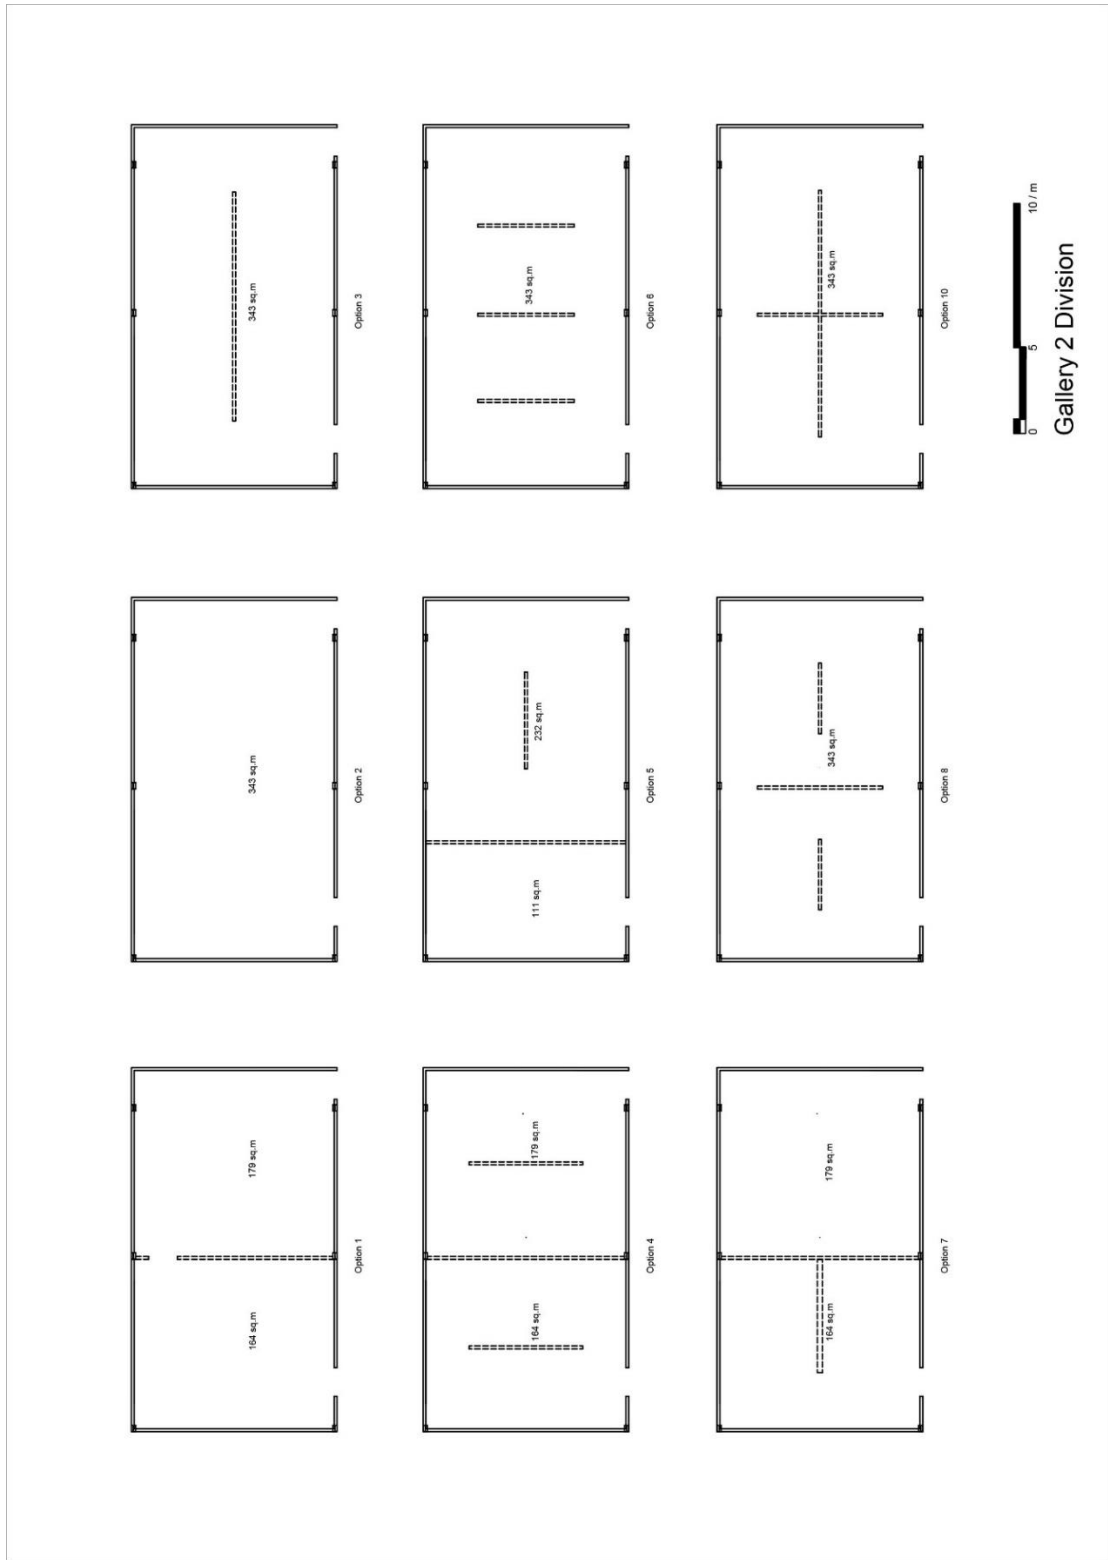 164 sq.m
179 sq.m
Option 1
343 sq.m
Option 2
343 sq.m
Option 3
164 sq.m
179 sq.m
Option 4
111 sq.m
232 sq.m
Option 5
343 sq.m
Option 6
164 sq.m
179 sq.m
Option 7
343 sq.m
Option 8
343 sq.m
Option 10
0 5 10 / m
Gallery 2 Division